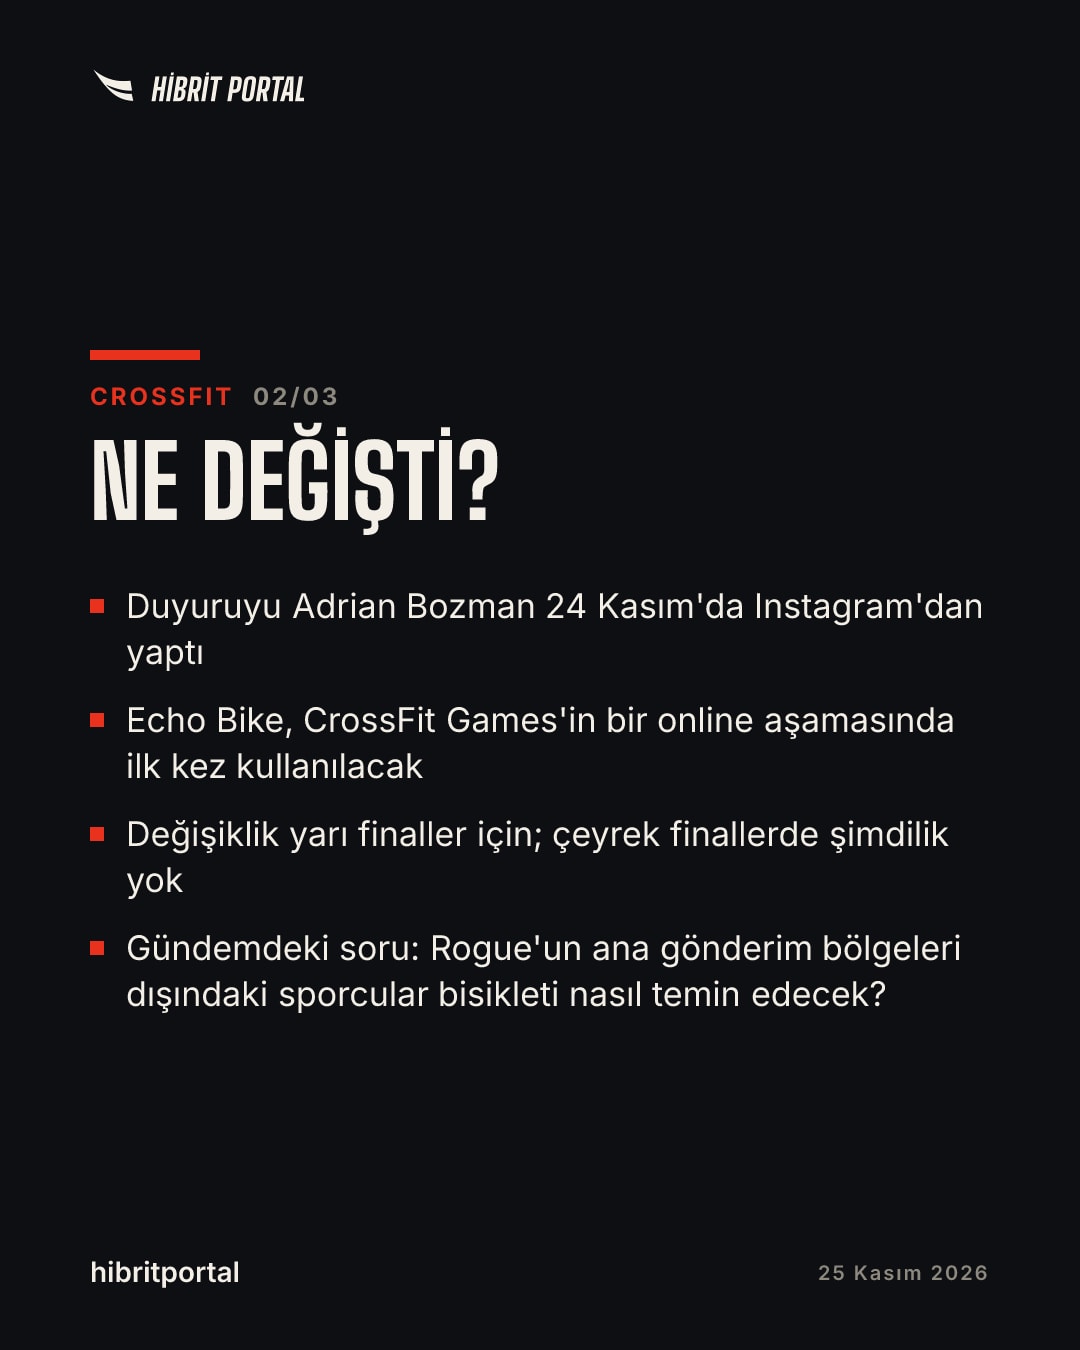 HİBRİT PORTAL
CROSSFIT 02/03
NE DEĞİŞTİ?
Duyuruyu Adrian Bozman 24 Kasım'da Instagram'dan
yaptı
Echo Bike, CrossFit Games'in bir online aşamasında
ilk kez kullanılacak
Değişiklik yarı finaller için; çeyrek finallerde şimdilik
yok
Gündemdeki soru: Rogue'un ana gönderim bölgeleri
dışındaki sporcular bisikleti nasıl temin edecek?
hibritportal
25 Kasım 2026